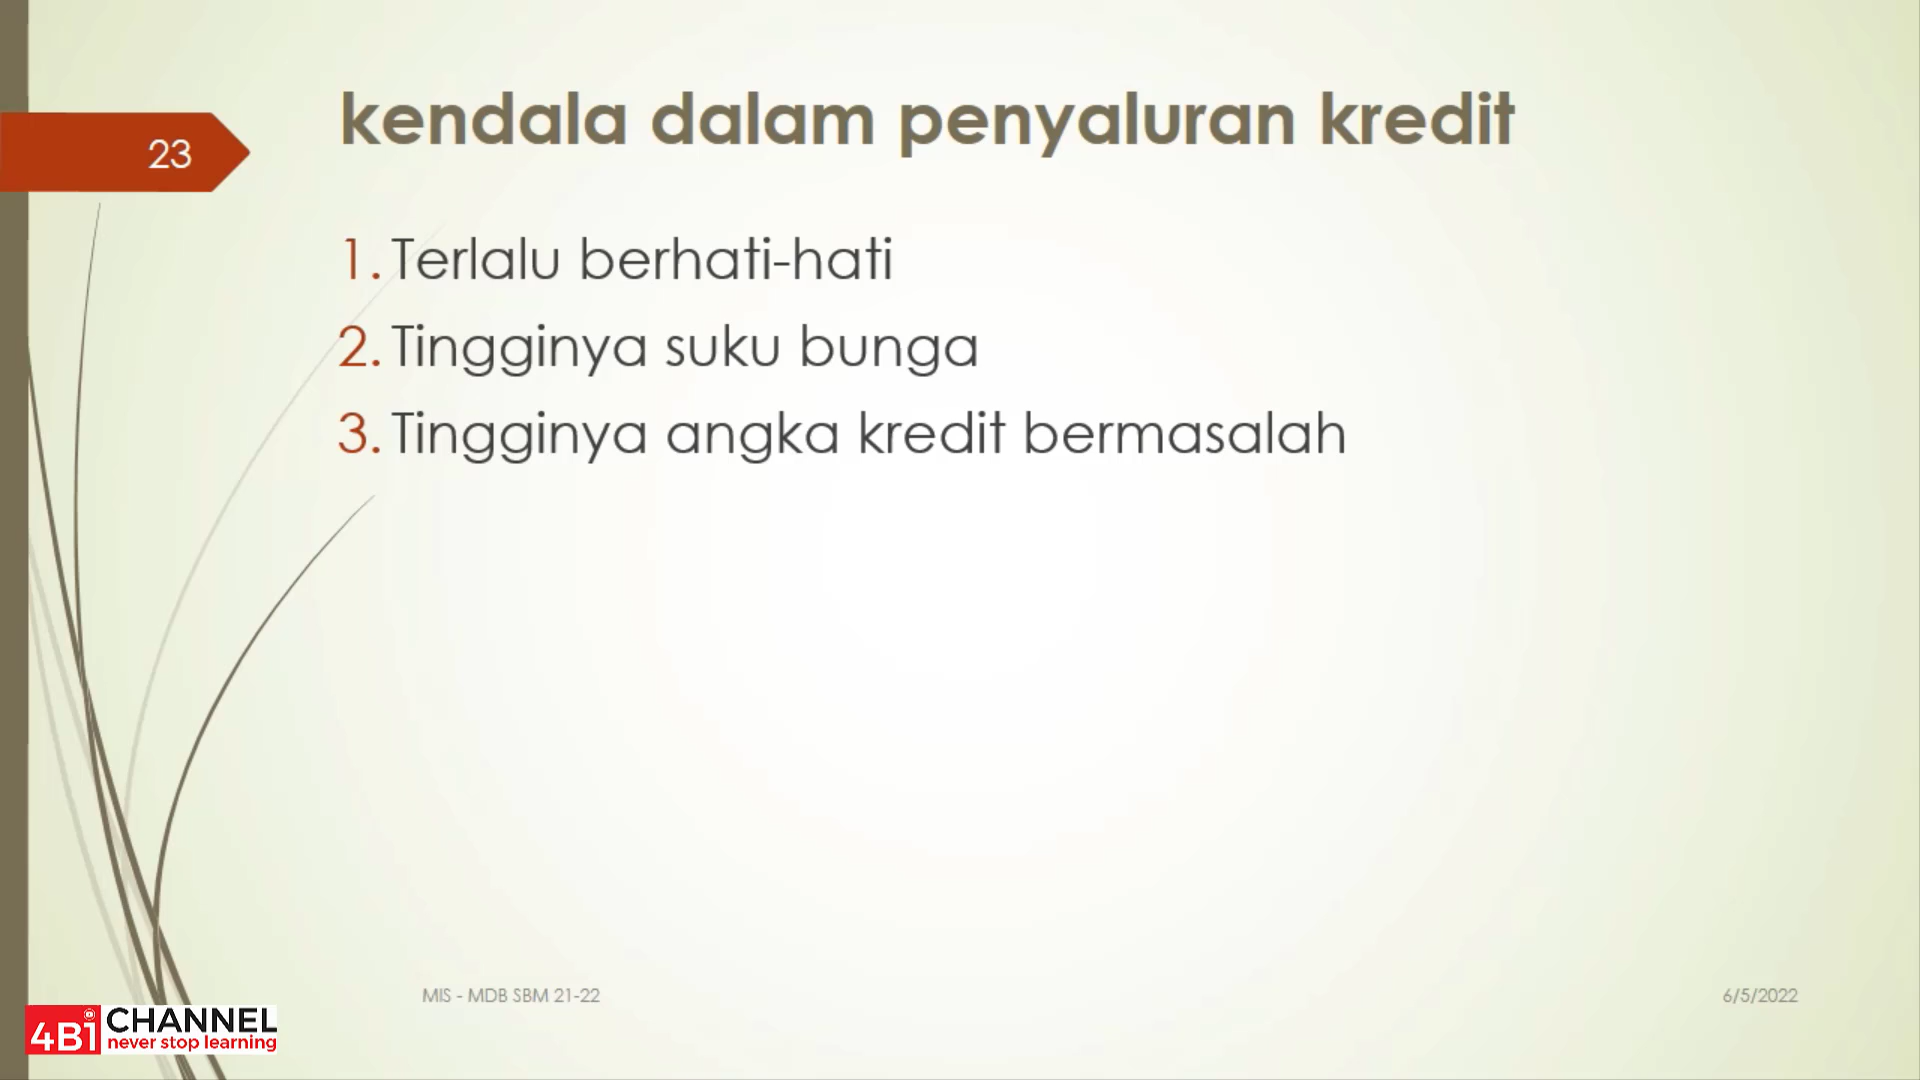 23
kendala dalam penyaluran kredit
1. Terlalu berhati-hati
2. Tingginya suku bunga
3. Tingginya angka kredit bermasalah
MIS - MDB SBM 21-22
6/5/2022
4Bi CHANNEL
never stop learning